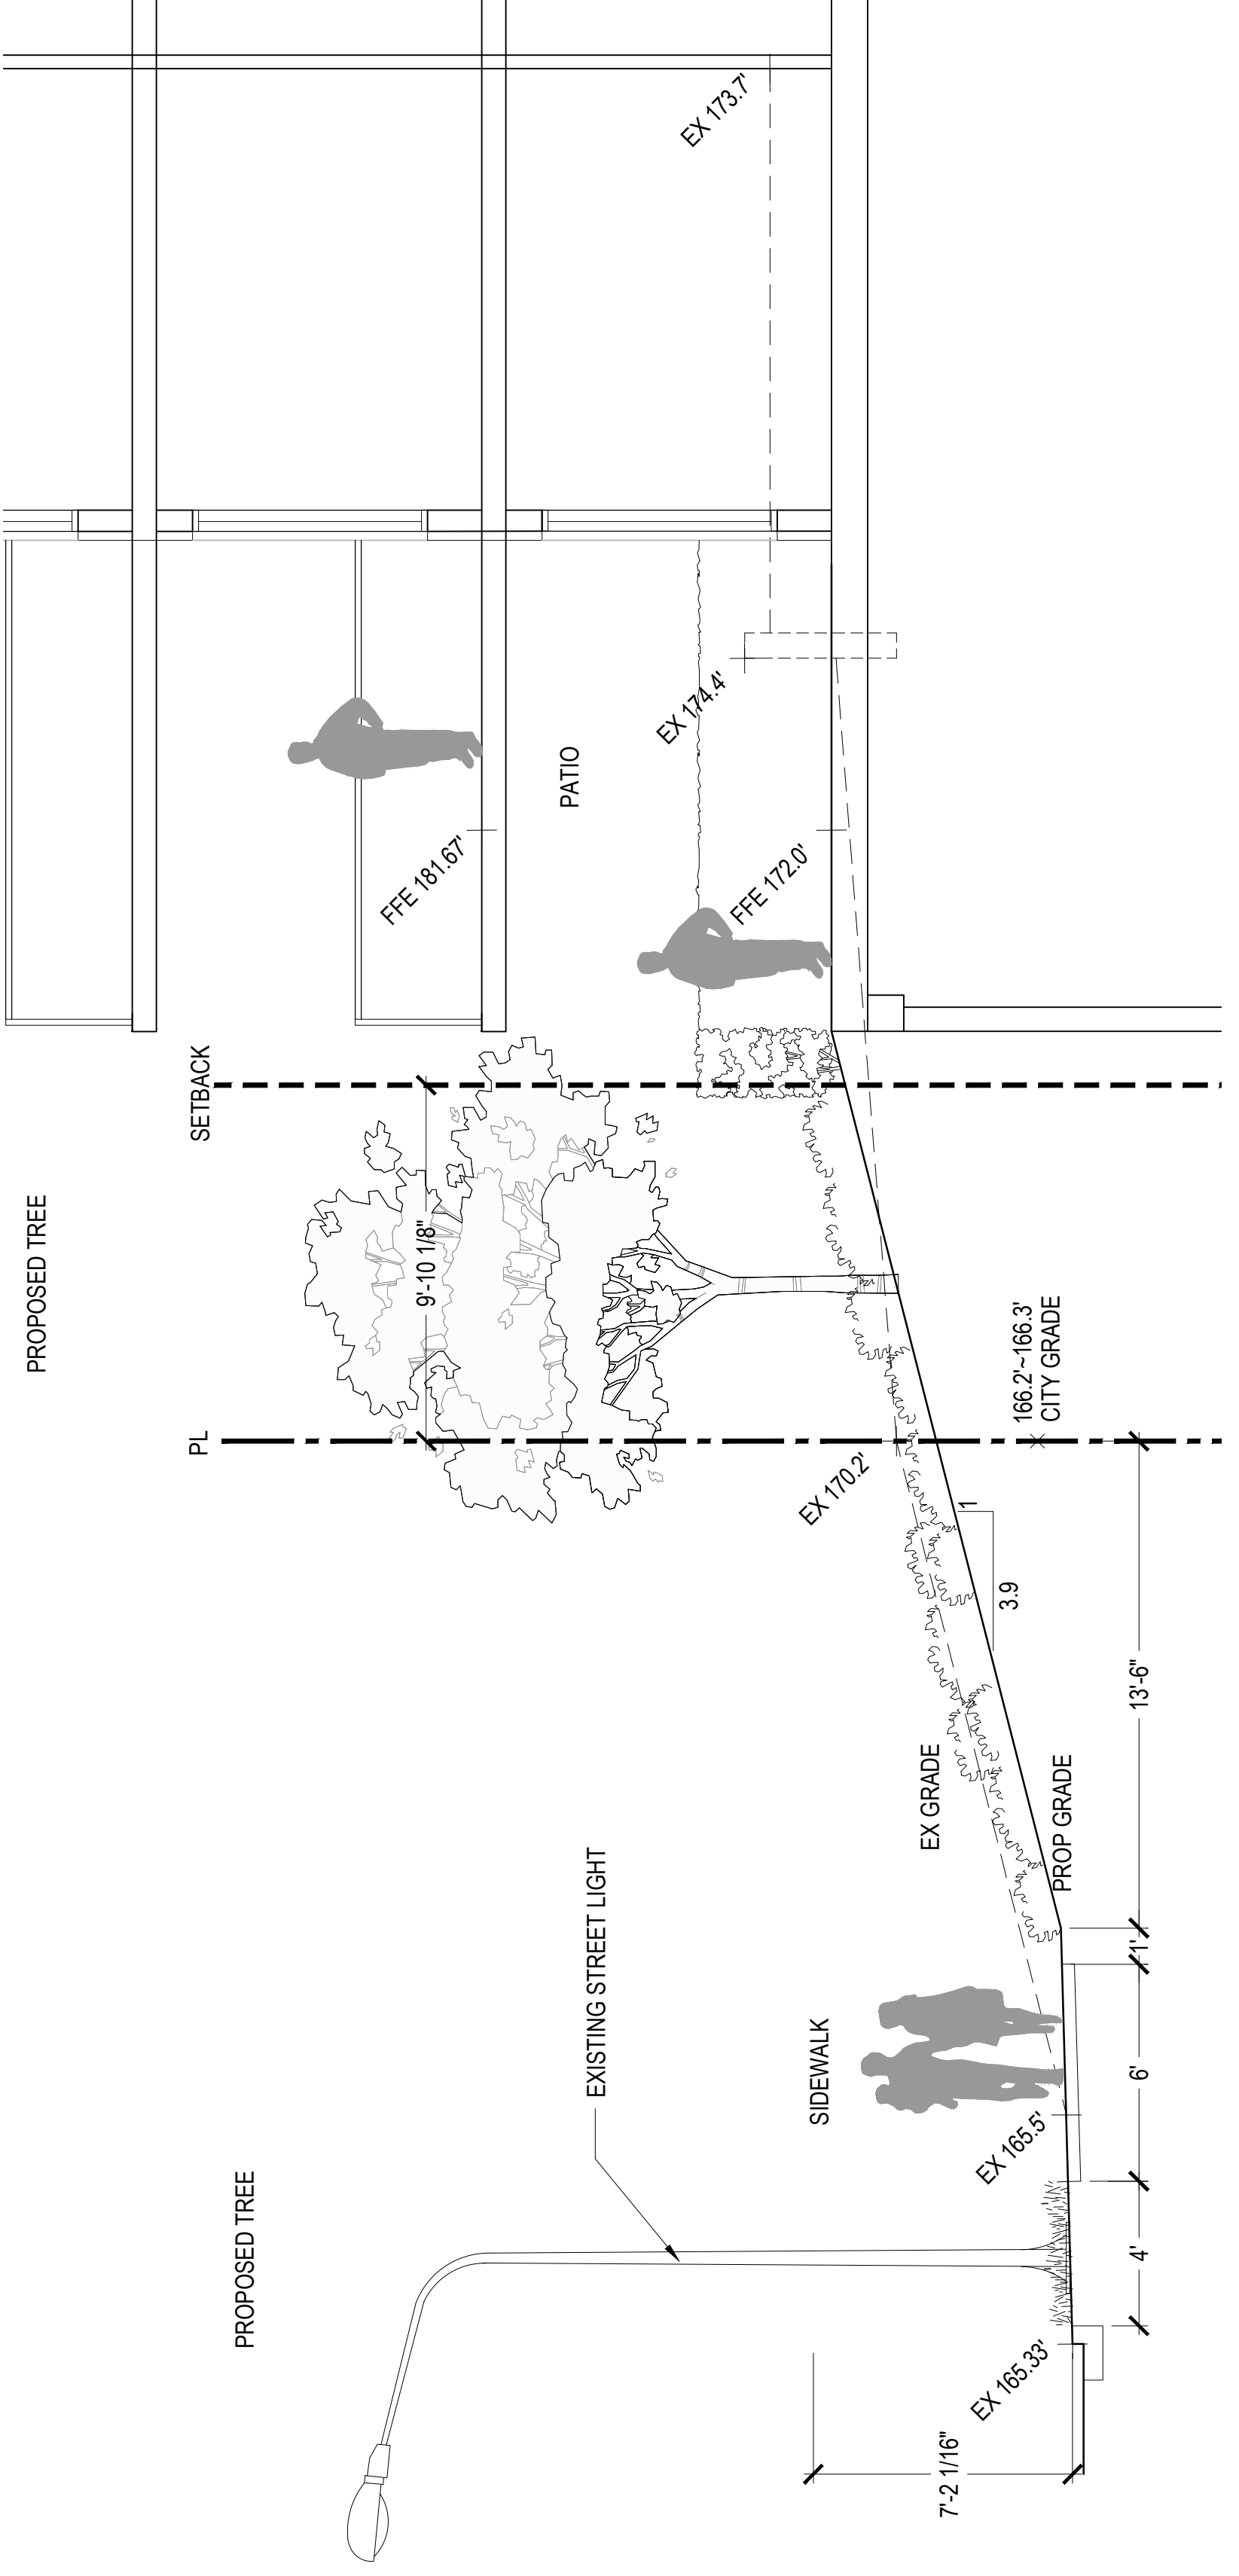 PROPOSED TREE
PROPOSED TREE
PL
SETBACK
9'-10 1/8"
EXISTING STREET LIGHT
FFE 181.67'
PATIO
EX 173.7'
EX 174.4'
FFE 172.0'
SIDEWALK
EX 170.2'
EX GRADE
7'-2 1/16"
EX 165.33'
EX 165.5'
PROP GRADE
3.9
1
166.2'~166.3'
CITY GRADE
4'
6'
1'
13'-6"